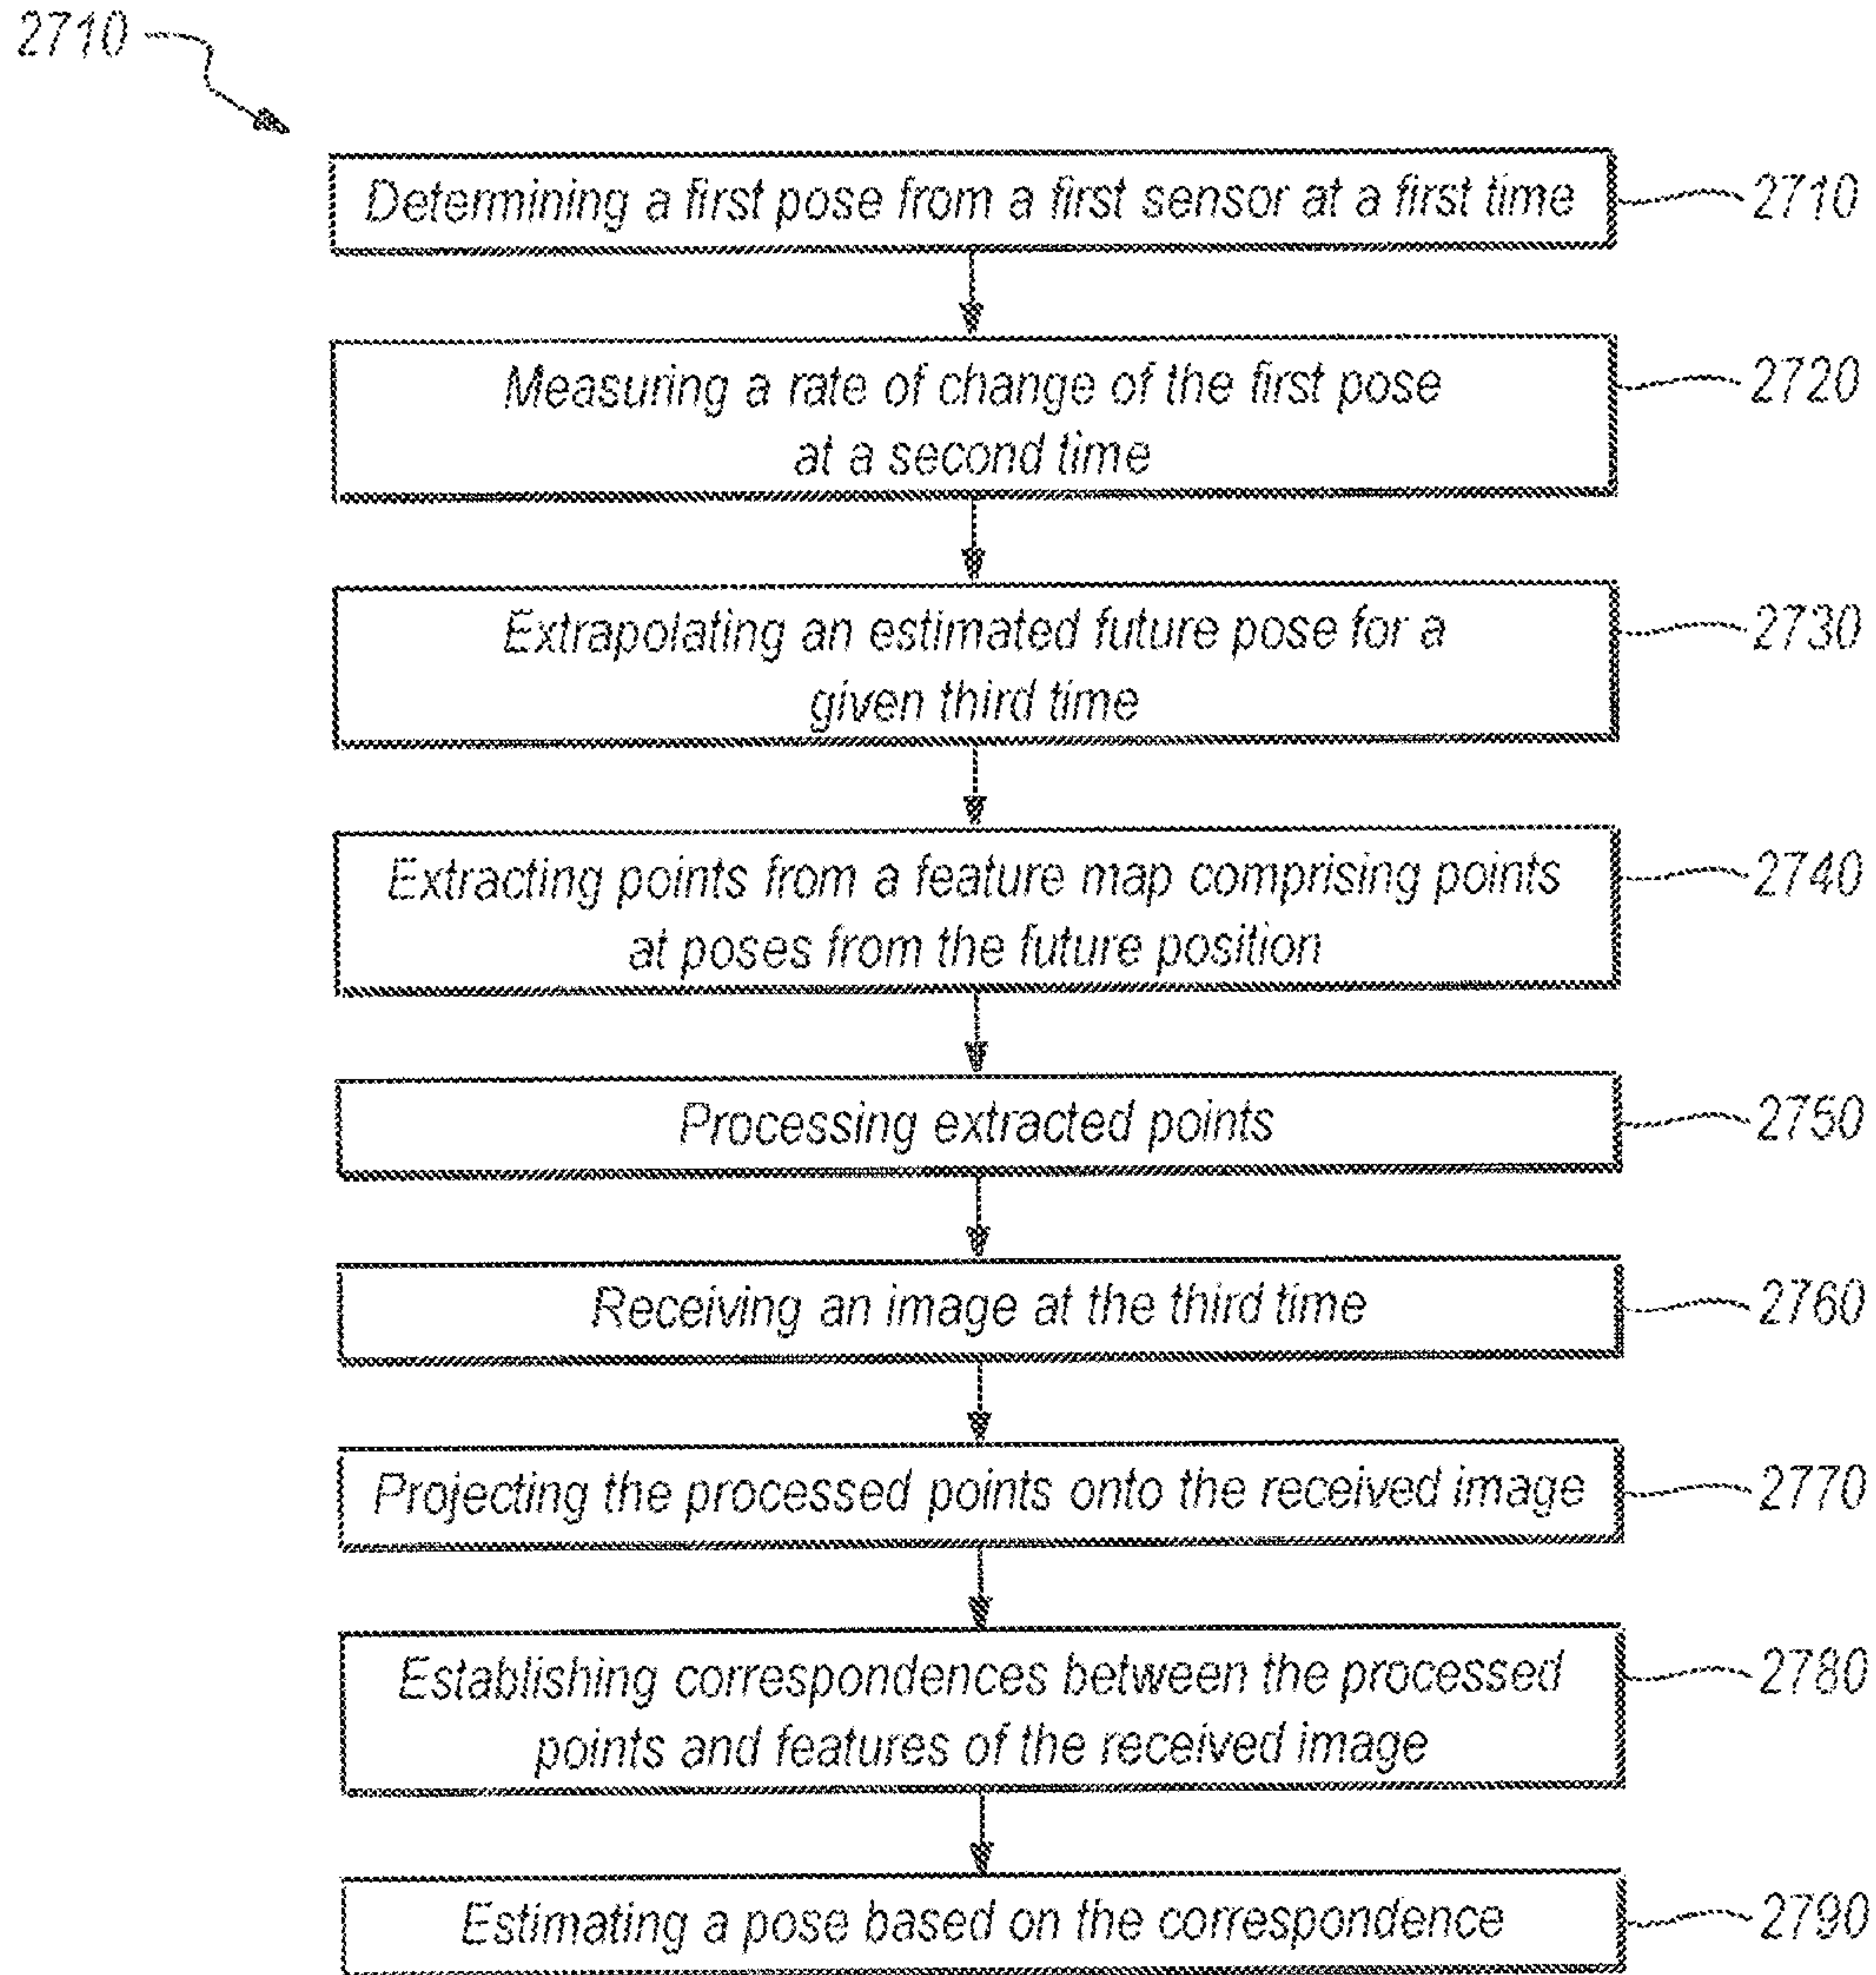 2710
Determining a first pose from a first sensor at a first time
2710
Measuring a rate of change of the first pose
at a second time
2720
Extrapolating an estimated future pose for a
given third time
2730
Extracting points from a feature map comprising points
at poses from the future position
2740
Processing extracted points
2750
Receiving an image at the third time
2760
Projecting the processed points onto the received image
2770
Establishing correspondences between the processed
points and features of the received image
2780
Estimating a pose based on the correspondence
2790